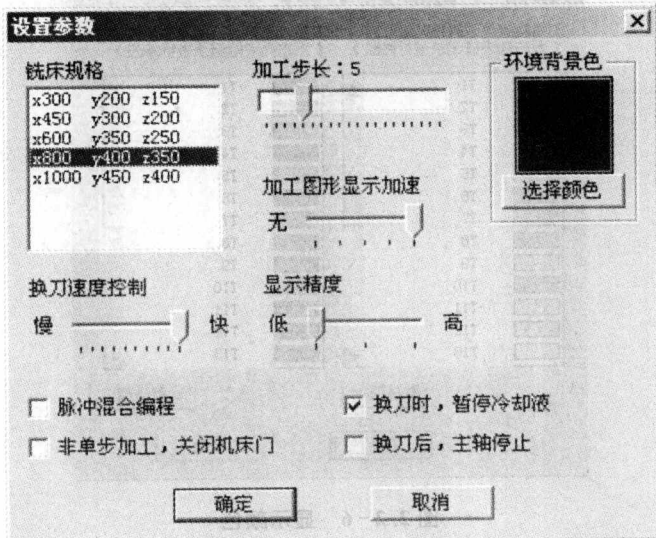 设置参数
铣床规格
x300 y200 z150
x450 y300 z200
x600 y350 z250
x800 y400 z350
x1000 y450 z400
加工步长：5
环境背景色
选择颜色
加工图形显示加速
无
换刀速度控制
慢 快
显示精度
低 高
脉冲混合编程
换刀时，暂停冷却液
非单步加工，关闭机床门
换刀后，主轴停止
确定 取消